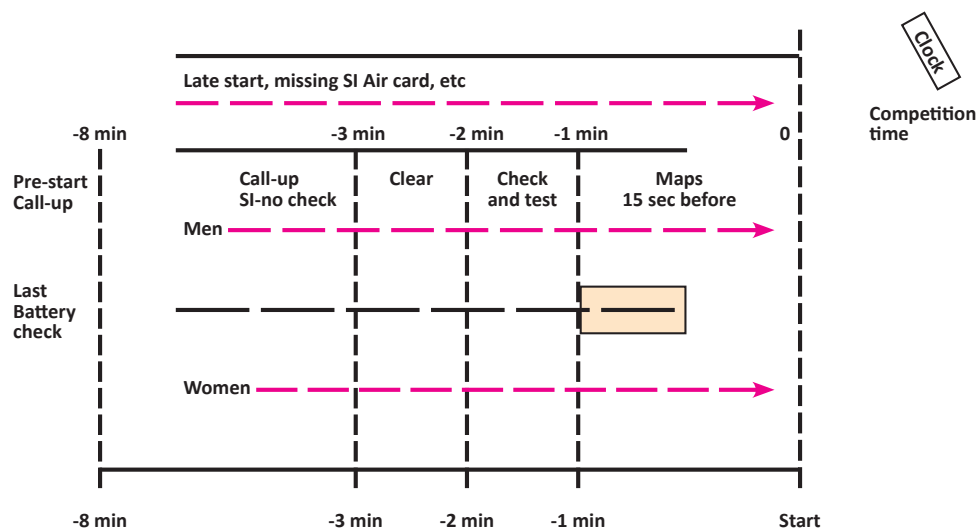 Clock
Late start, missing SI Air card, etc
Competition
time
-8 min
-3 min
-2 min
-1 min
0
Pre-start
Call-up
Call-up
SI-no check
Clear
Check
and test
Maps
15 sec before
Men
Last
Battery
check
Women
-8 min
-3 min
-2 min
-1 min
Start